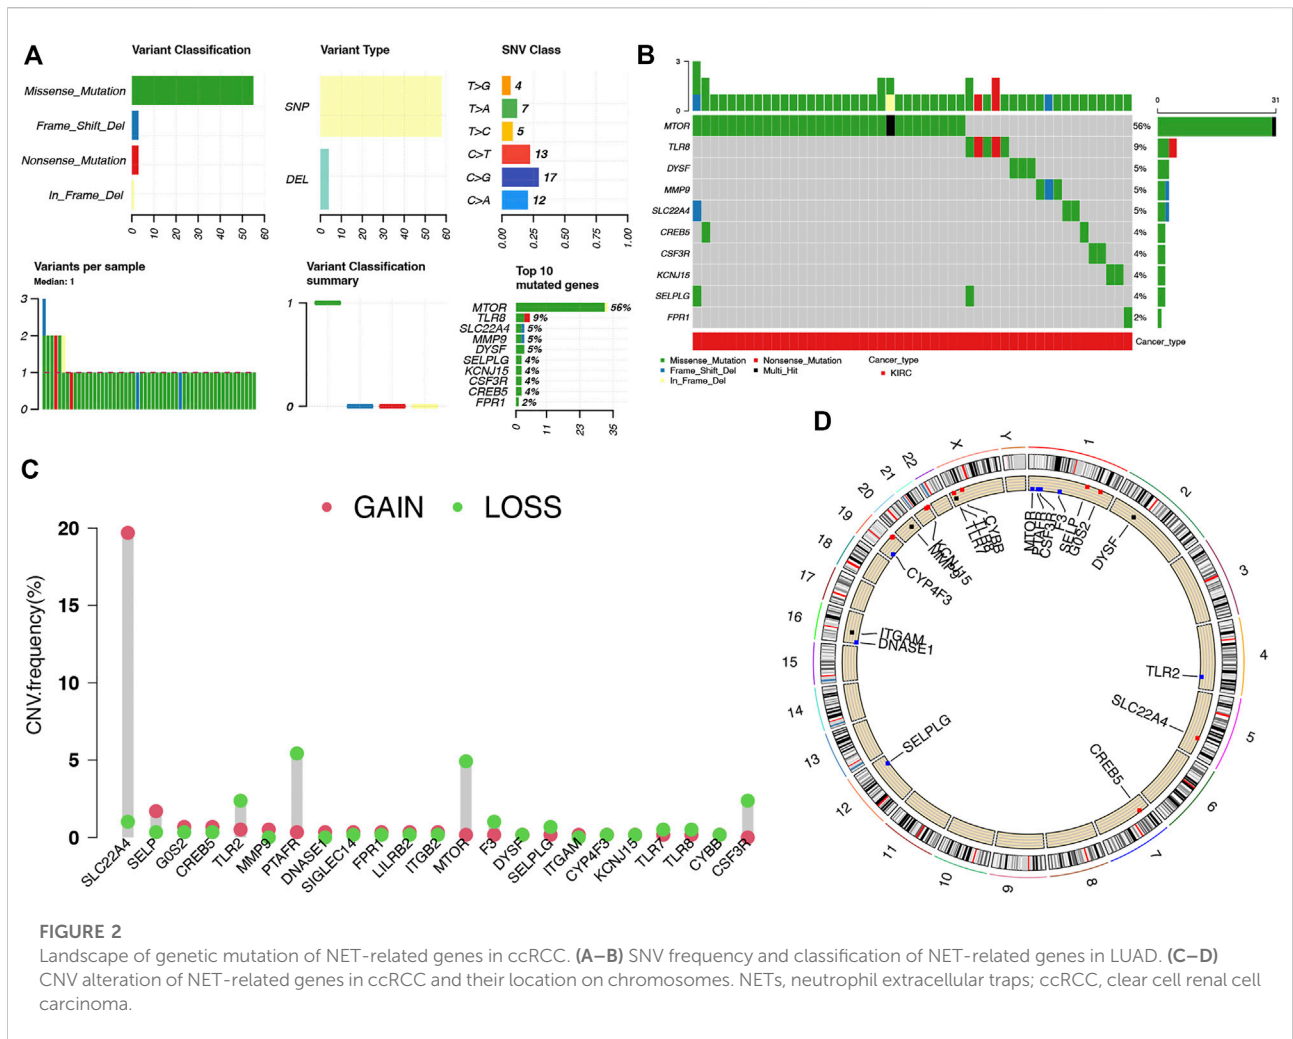 A
Variant Classification
Missense_Mutation
Frame_Shift_Del
Nonsense_Mutation
In_Frame_Del
0 10 20 30 40 50 60
Variant Type
SNP
DEL
0 10 20 30 40 50 60
SNV Class
T>G 4
T>A 7
T>C 5
C>T 13
C>G 17
C>A 12
0.00 0.25 0.50 0.75 1.00
Variants per sample
Median: 1
3
2
1
0
Variant Classification
summary
1
0
Top 10
mutated genes
MTOR 56%
TLR8 9%
SLC22A4 5%
MMP9 5%
DYSF 5%
SELPLG 4%
KCNJ15 4%
CSF3R 4%
CREB5 4%
FPR1 2%
0 11 23 35
B
3
0
0 31
MTOR 56%
TLR8 9%
DYSF 5%
MMP9 5%
SLC22A4 5%
CREB5 4%
CSF3R 4%
KCNJ15 4%
SELPLG 4%
FPR1 2%
Cancer_type
Missense_Mutation Nonsense_Mutation Cancer_type
Frame_Shift_Del Multi_Hit KIRC
In_Frame_Del
C
GAIN LOSS
CNV.frequency(%)
20
15
10
5
0
SLC22A4 SELP G0S2 CREB5 TLR2 MMP9 PTAFR DNASE1 SIGLEC14 FPR1 LILRB2 ITGB2 MTOR F3 DYSF SELPLG ITGAM CYP4F3 KCNJ15 TLR7 TLR8 CYBB CSF3R
D
1 2 3 4 5 6 7 8 9 10 11 12 13 14 15 16 17 18 19 20 21 22 X Y
MTOR
PTAFR
CSF3R
F3
SELP
G0S2
DYSF
TLR2
SLC22A4
CREB5
SELPLG
DNASE1
ITGAM
CYP4F3
MMP9
KCNJ15
TLR7
TLR8
CYBB
FIGURE 2
Landscape of genetic mutation of NET-related genes in ccRCC. (A–B) SNV frequency and classification of NET-related genes in LUAD. (C–D)
CNV alteration of NET-related genes in ccRCC and their location on chromosomes. NETs, neutrophil extracellular traps; ccRCC, clear cell renal cell
carcinoma.